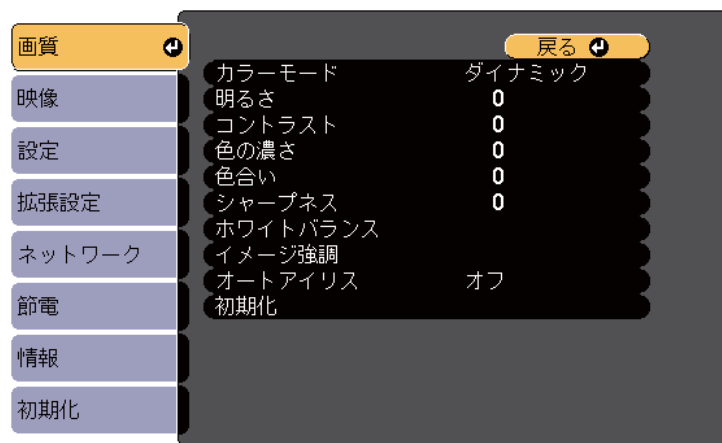 画質
映像
設定
拡張設定
ネットワーク
節電
情報
初期化
戻る
カラーモード ダイナミック
明るさ 0
コントラスト 0
色の濃さ 0
色合い 0
シャープネス 0
ホワイトバランス
イメージ強調
オートアイリス オフ
初期化